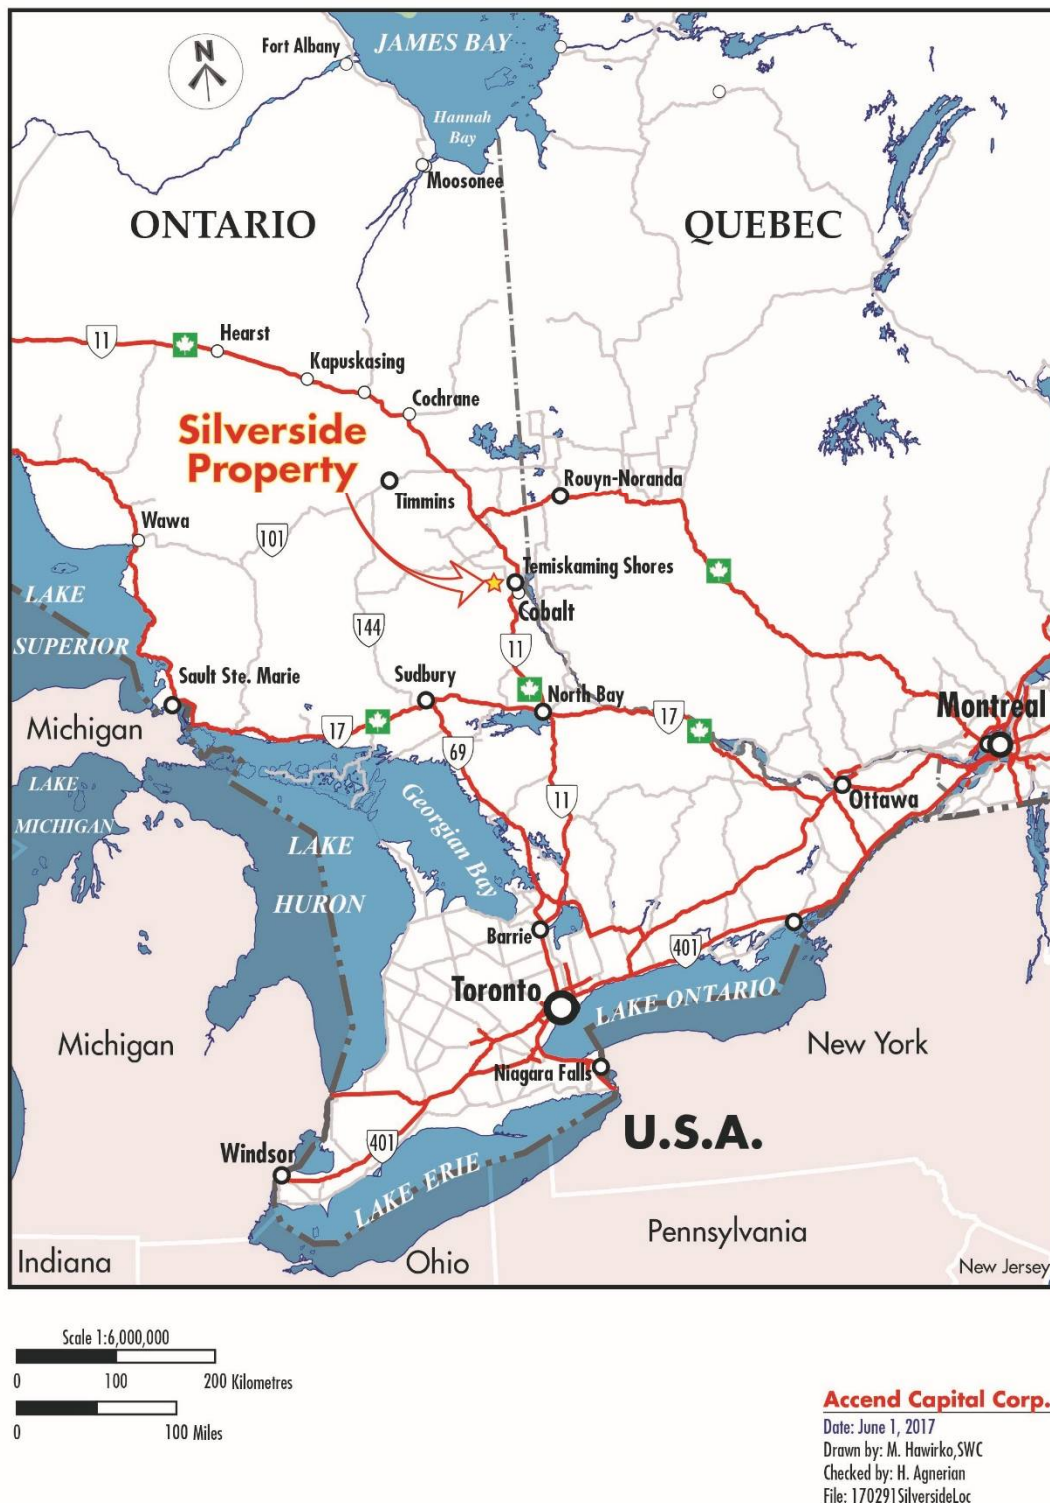 N
Fort Albany
JAMES BAY
Hannah
Bay
Moosonee
ONTARIO
QUEBEC
11
Hearst
Kapuskasing
Cochrane
Silverside
Property
Timmins
Rouyn-Noranda
Wawa
101
Temiskaming Shores
Cobalt
LAKE
SUPERIOR
144
11
Sault Ste. Marie
Sudbury
North Bay
Michigan
17
17
Montreal
69
LAKE
MICHIGAN
11
Ottawa
Georgian Bay
LAKE
HURON
Barrie
401
Toronto
LAKE ONTARIO
Michigan
New York
Niagara Falls
U.S.A.
401
Windsor
LAKE ERIE
Pennsylvania
Indiana
Ohio
New Jersey
Scale 1:6,000,000
0 100 200 Kilometres
0 100 Miles
Accend Capital Corp.
Date: June 1, 2017
Drawn by: M. Hawirko,SWC
Checked by: H. Agnerian
File: 170291SilversideLoc